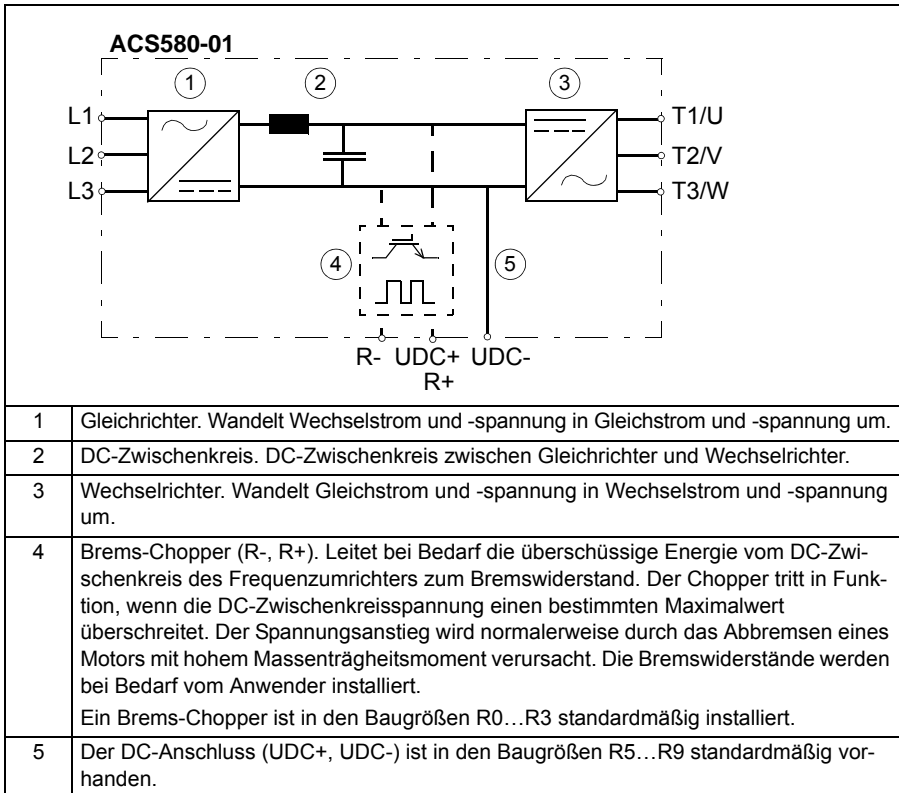 ACS580-01
1 2 3
L1 T1/U
L2 T2/V
L3 T3/W
4 5
R- UDC+ UDC-
R+
1 Gleichrichter. Wandelt Wechselstrom und -spannung in Gleichstrom und -spannung um.
2 DC-Zwischenkreis. DC-Zwischenkreis zwischen Gleichrichter und Wechselrichter.
3 Wechselrichter. Wandelt Gleichstrom und -spannung in Wechselstrom und -spannung
um.
4 Brems-Chopper (R-, R+). Leitet bei Bedarf die überschüssige Energie vom DC-Zwi-
schenkreis des Frequenzumrichters zum Bremswiderstand. Der Chopper tritt in Funk-
tion, wenn die DC-Zwischenkreisspannung einen bestimmten Maximalwert
überschreitet. Der Spannungsanstieg wird normalerweise durch das Abbremsen eines
Motors mit hohem Massenträgheitsmoment verursacht. Die Bremswiderstände werden
bei Bedarf vom Anwender installiert.
Ein Brems-Chopper ist in den Baugrößen R0…R3 standardmäßig installiert.
5 Der DC-Anschluss (UDC+, UDC-) ist in den Baugrößen R5…R9 standardmäßig vor-
handen.